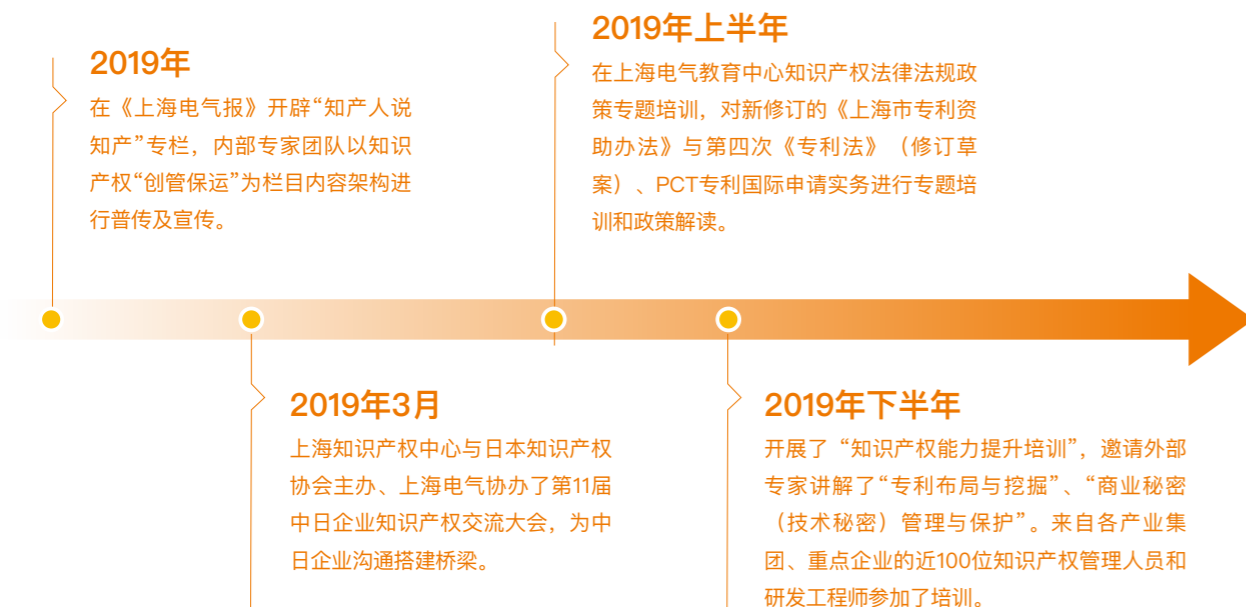 2019年
在《上海电气报》开辟“知产人说
知产”专栏，内部专家团队以知识
产权“创管保运”为栏目内容架构进
行普传及宣传。
2019年3月
上海知识产权中心与日本知识产权
协会主办、上海电气协办了第11届
中日企业知识产权交流大会，为中
日企业沟通搭建桥梁。
2019年上半年
在上海电气教育中心知识产权法律法规政
策专题培训，对新修订的《上海市专利资
助办法》与第四次《专利法》（修订草
案）、PCT专利国际申请实务进行专题培
训和政策解读。
2019年下半年
开展了“知识产权能力提升培训”，邀请外部
专家讲解了“专利布局与挖掘”、“商业秘密
（技术秘密）管理与保护”。来自各产业集
团、重点企业的近100位知识产权管理人员和
研发工程师参加了培训。